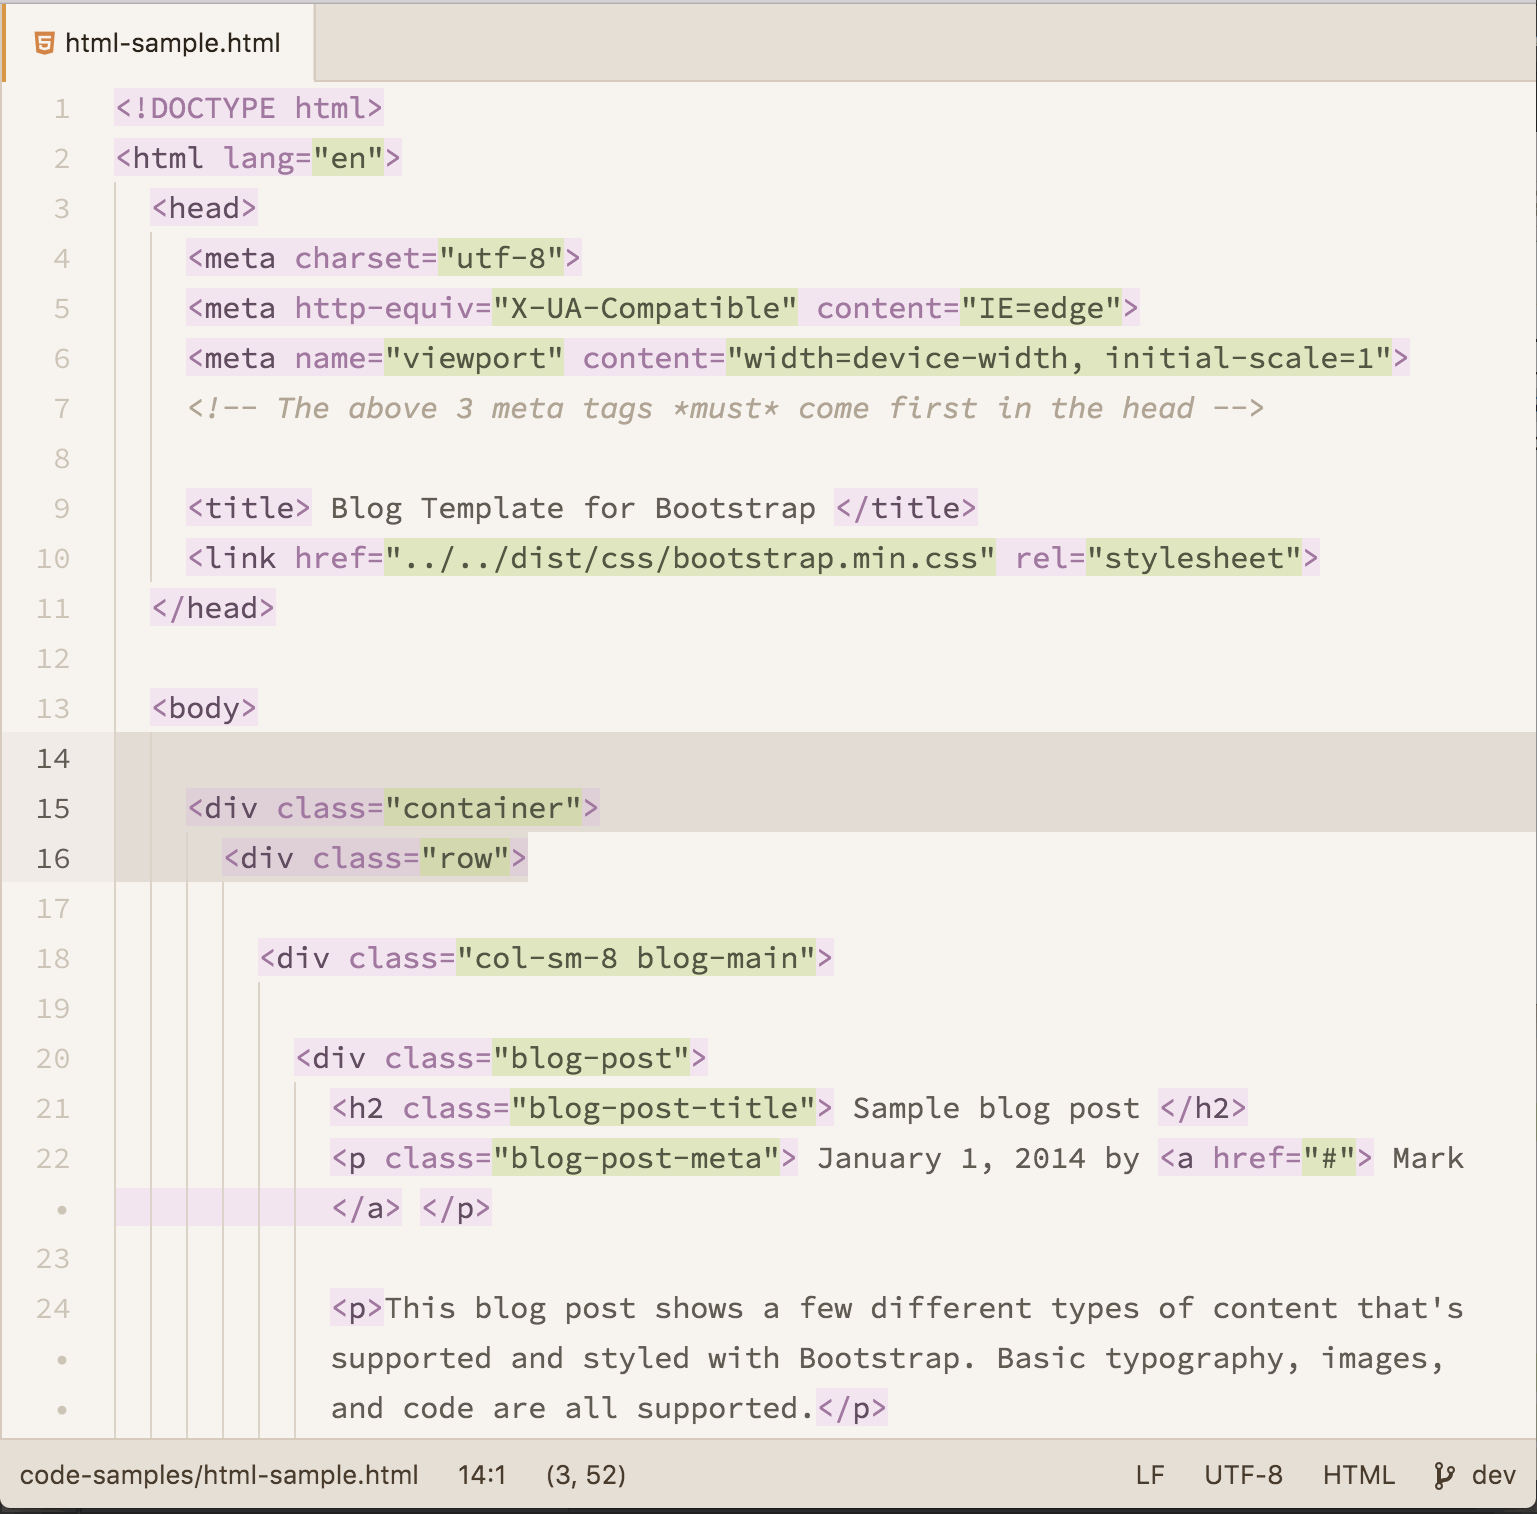 html-sample.html
1 <!DOCTYPE html>
2 <html lang="en">
3 <head>
4 <meta charset="utf-8">
5 <meta http-equiv="X-UA-Compatible" content="IE=edge">
6 <meta name="viewport" content="width=device-width, initial-scale=1">
7 <!-- The above 3 meta tags *must* come first in the head -->
8
9 <title> Blog Template for Bootstrap </title>
10 <link href="../../dist/css/bootstrap.min.css" rel="stylesheet">
11 </head>
12
13 <body>
14
15 <div class="container">
16 <div class="row">
17
18 <div class="col-sm-8 blog-main">
19
20 <div class="blog-post">
21 <h2 class="blog-post-title"> Sample blog post </h2>
22 <p class="blog-post-meta"> January 1, 2014 by <a href="#"> Mark
• </a> </p>
23
24 <p>This blog post shows a few different types of content that's
• supported and styled with Bootstrap. Basic typography, images,
• and code are all supported.</p>
code-samples/html-sample.html 14:1 (3, 52) LF UTF-8 HTML dev